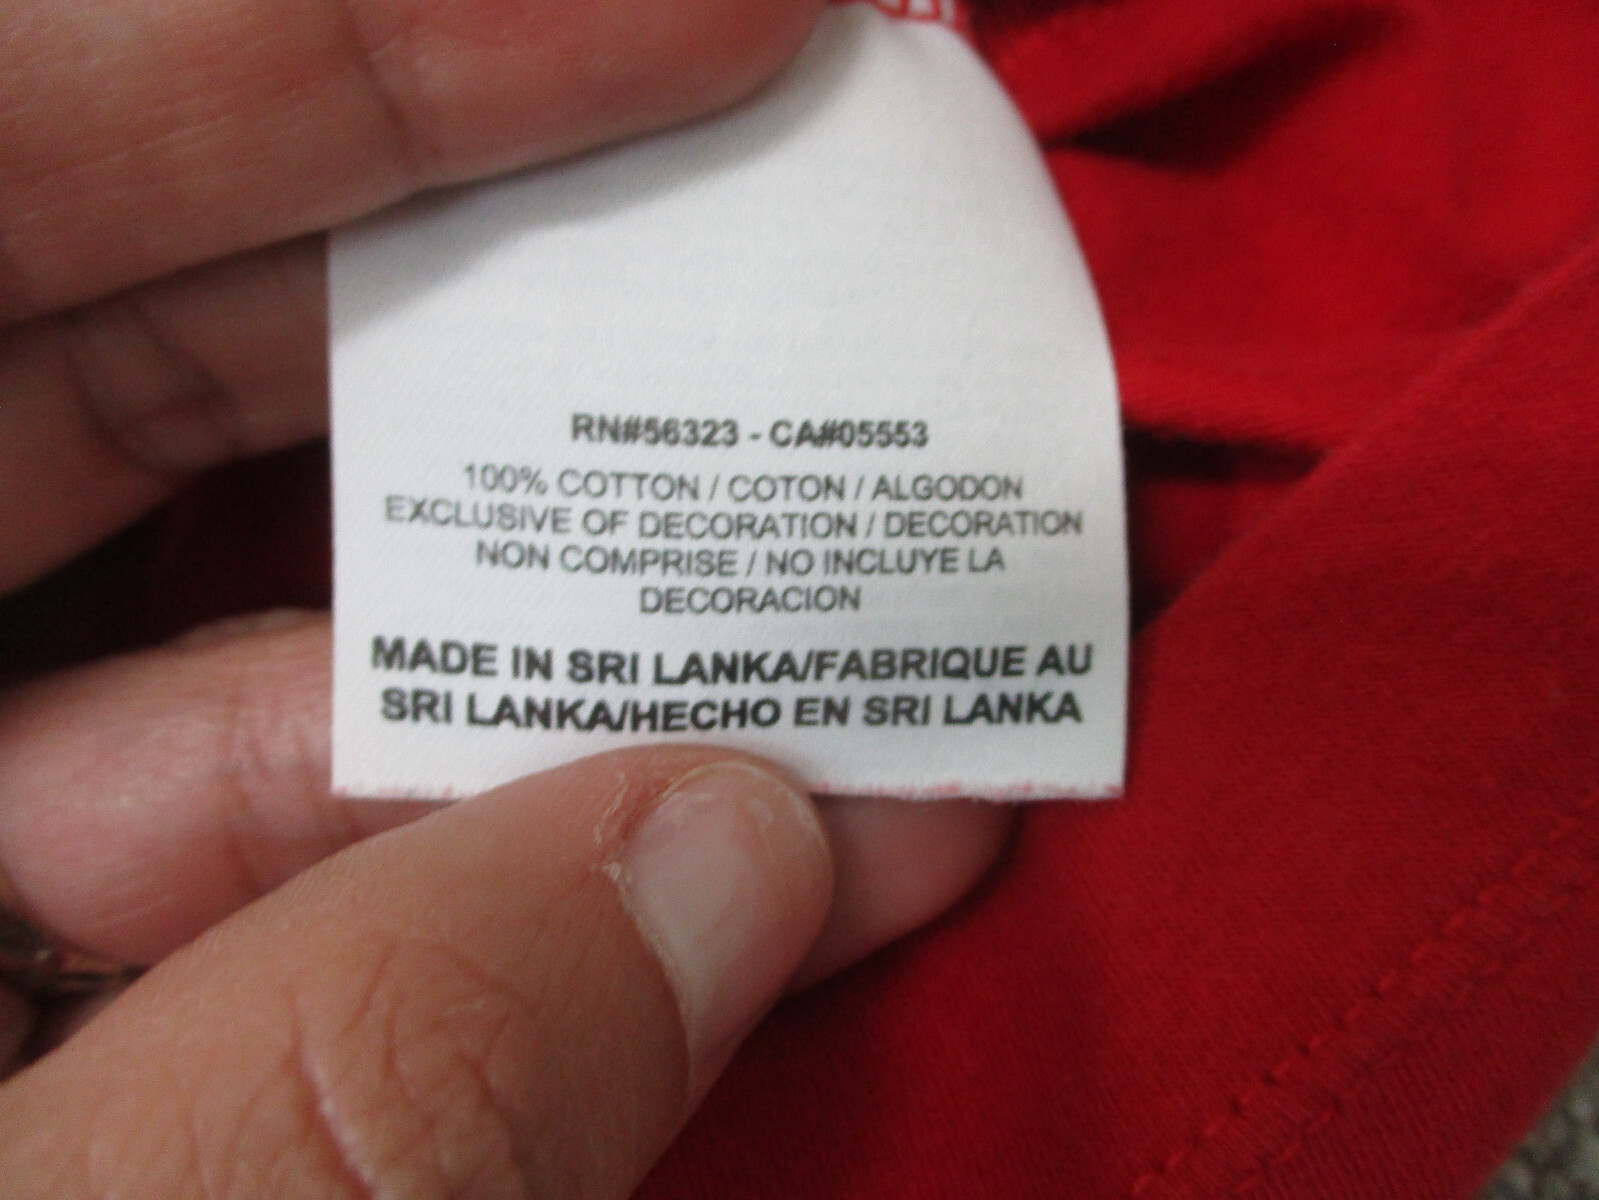 RN#56323 - CA#05553
100% COTTON / COTON / ALGODON
EXCLUSIVE OF DECORATION / DECORATION
NON COMPRISE / NO INCLUYE LA
DECORACION
MADE IN SRI LANKA/FABRIQUE AU
SRI LANKA/HECHO EN SRI LANKA